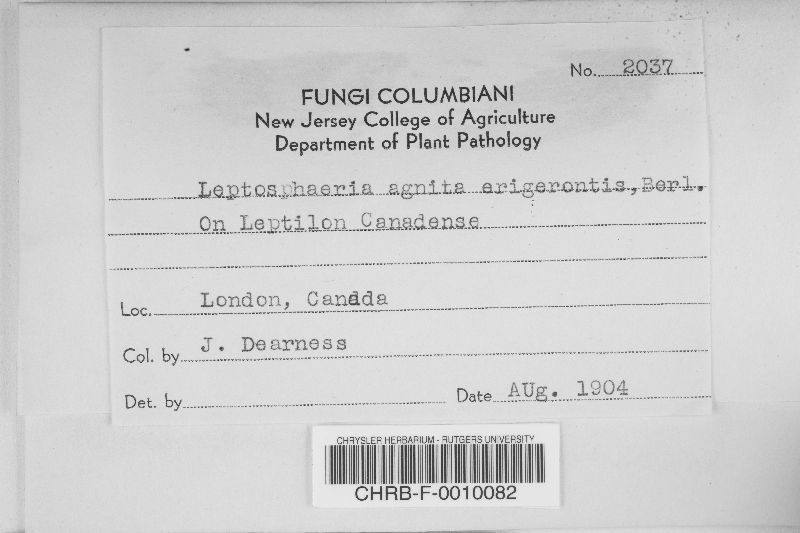 No. 2037
FUNGI COLUMBIANI
New Jersey College of Agriculture
Department of Plant Pathology
Leptosphaeria agnita erigerontis,Berl.
On Leptilon Canadense
Loc. London, Canadda
Col. by J. Dearness
Det. by Date AUg. 1904
CHRYSLER HERBARIUM - RUTGERS UNIVERSITY
CHRB-F-0010082